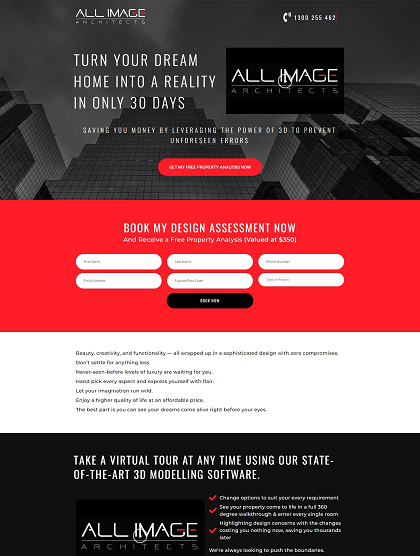 ALL IMAGE
ARCHITECTS
1300 255 462
TURN YOUR DREAM
HOME INTO A REALITY
IN ONLY 30 DAYS
ALL IMAGE
ARCHITECTS
SAVING YOU MONEY BY LEVERAGING THE POWER OF 3D TO PREVENT
UNFORESEEN ERRORS
GET MY FREE PROPERTY ANALYSIS NOW
BOOK MY DESIGN ASSESSMENT NOW
And Receive a Free Property Analysis (Valued at $350)
First Name
Last Name
Phone Number
Email Address
Suburb/Post Code
Type of Project
BOOK NOW
Beauty, creativity, and functionality — all wrapped up in a sophisticated design with zero compromises.
Don't settle for anything less.
Never-seen-before levels of luxury are waiting for you.
Hand pick every aspect and express yourself with flair.
Let your imagination run wild.
Enjoy a higher quality of life at an affordable price.
The best part is you can see your dreams come alive right before your eyes.
TAKE A VIRTUAL TOUR AT ANY TIME USING OUR STATE-
OF-THE-ART 3D MODELLING SOFTWARE.
ALL IMAGE
ARCHITECTS
Change options to suit your every requirement
See your property come to life in a full 360
degree walkthrough & enter every single room
Highlighting design concerns with the changes
costing you nothing now, saving you thousands
later
We're always looking to push the boundaries.